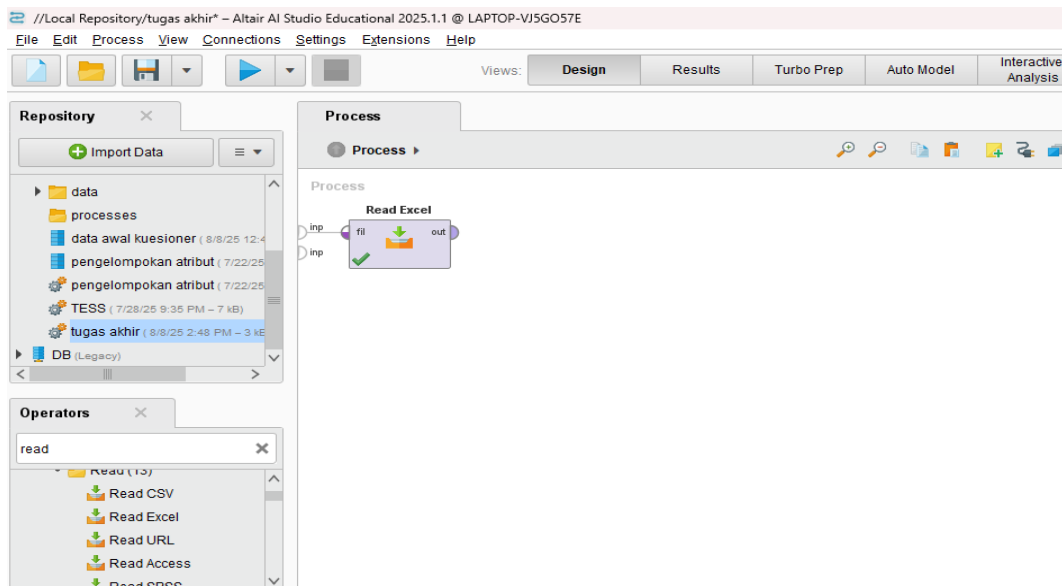 //Local Repository/tugas akhir* – Altair AI Studio Educational 2025.1.1 @ LAPTOP-VJ5GO57E
File Edit Process View Connections Settings Extensions Help
Views: Design Results Turbo Prep Auto Model Interactive Analysis
Repository
Import Data
data
processes
data awal kuesioner ( 8/8/25 12:4
pengelompokan atribut ( 7/22/25
pengelompokan atribut ( 7/22/25
TESS ( 7/28/25 9:35 PM – 7 kB)
tugas akhir ( 8/8/25 2:48 PM – 3 kB
DB (Legacy)
Operators
read
Read (13)
Read CSV
Read Excel
Read URL
Read Access
Read SPSS
Process
Process
Process
Read Excel
inp fil out
inp